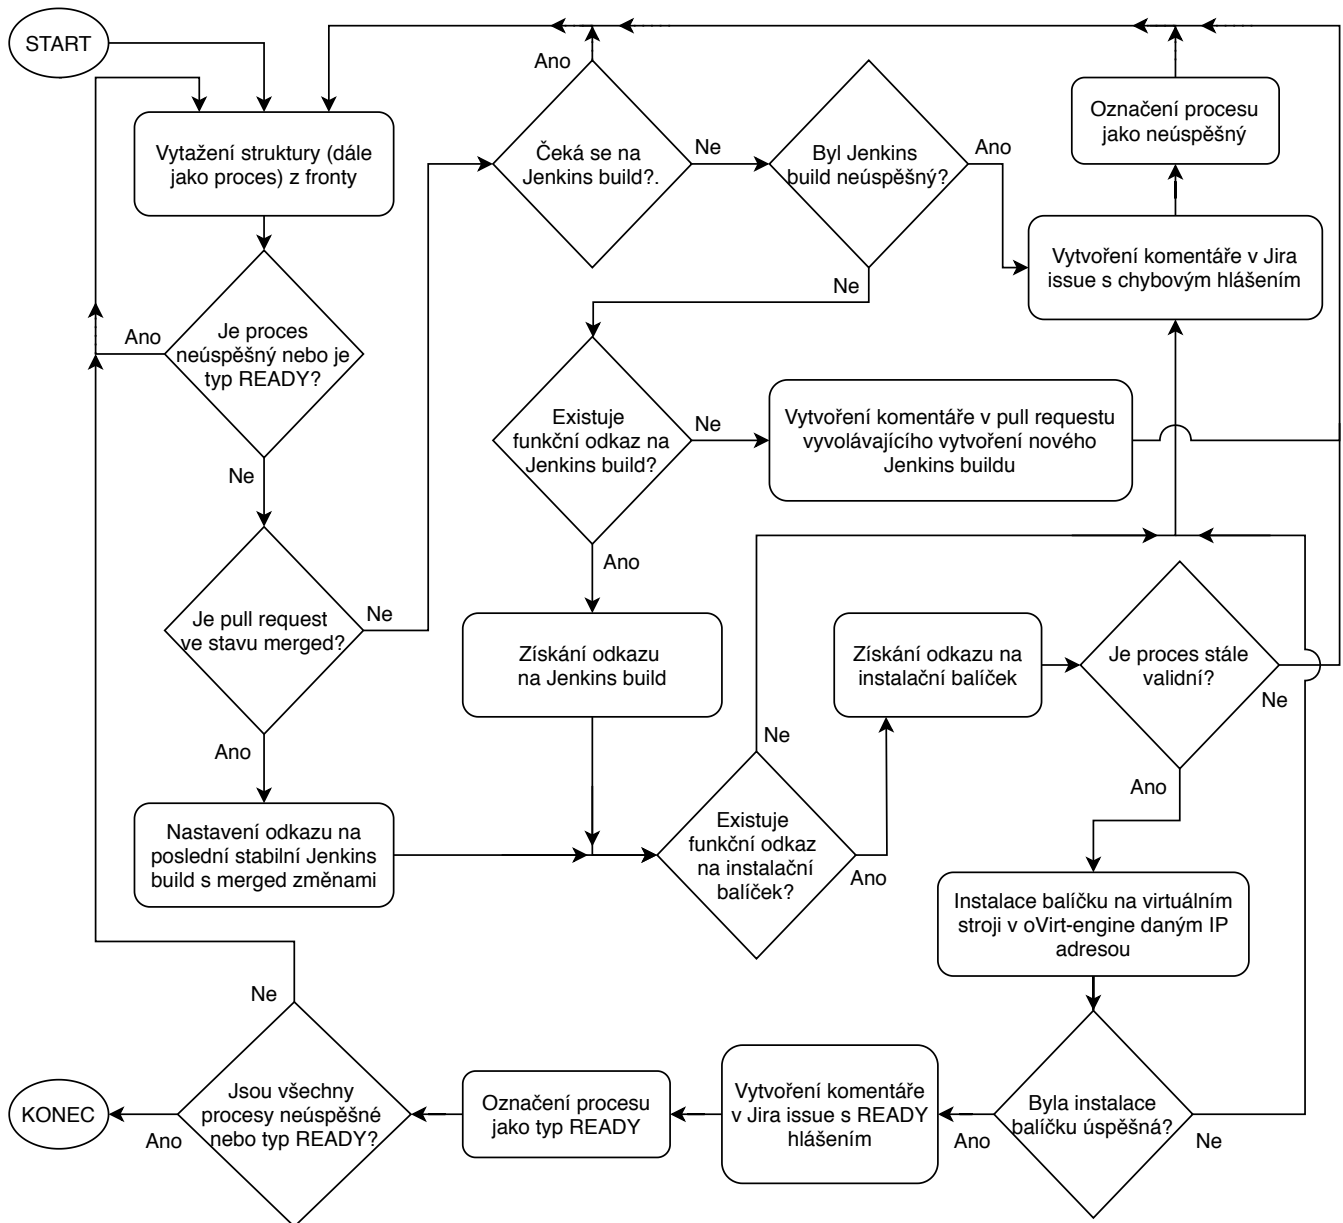 START
Vytažení struktury (dále
jako proces) z fronty
Je proces
neúspěšný nebo je
typ READY?
Ano
Ne
Je pull request
ve stavu merged?
Ne
Ano
Nastavení odkazu na
poslední stabilní Jenkins
build s merged změnami
Ano
Čeká se na
Jenkins build?.
Ne
Byl Jenkins
build neúspěšný?
Ano
Ne
Označení procesu
jako neúspěšný
Vytvoření komentáře v Jira
issue s chybovým hlášením
Existuje
funkční odkaz na
Jenkins build?
Ne
Ano
Vytvoření komentáře v pull requestu
vyvolávajícího vytvoření nového
Jenkins buildu
Získání odkazu
na Jenkins build
Existuje
funkční odkaz
na instalační
balíček?
Ne
Ano
Získání odkazu na
instalační balíček
Je proces stále
validní?
Ne
Ano
Instalace balíčku na virtuálním
stroji v oVirt-engine daným IP
adresou
Byla instalace
balíčku úspěšná?
Ne
Ano
Vytvoření komentáře
v Jira issue s READY
hlášením
Označení procesu
jako typ READY
Jsou všechny
procesy neúspěšné
nebo typ READY?
Ne
Ano
KONEC